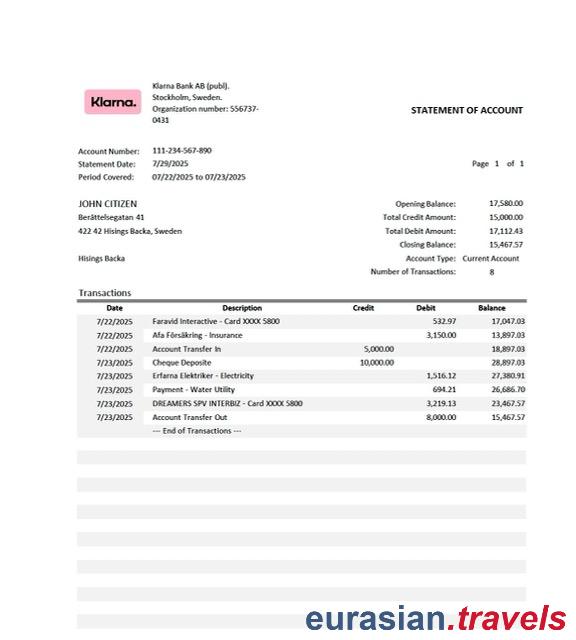 Klarna.
Klarna Bank AB (publ).
Stockholm, Sweden.
Organization number: 556737-
0431
STATEMENT OF ACCOUNT
Account Number: 111-234-567-890
Statement Date: 7/29/2025
Page 1 of 1
Period Covered: 07/22/2025 to 07/23/2025
JOHN CITIZEN
Opening Balance: 17,580.00
Berättelsegatan 41
Total Credit Amount: 15,000.00
422 42 Hisings Backa, Sweden
Total Debit Amount: 17,112.43
Closing Balance: 15,467.57
Hisings Backa
Account Type: Current Account
Number of Transactions: 8
Transactions
Date Description Credit Debit Balance
7/22/2025 Faravid Interactive - Card XXXX 5800 532.97 17,047.03
7/22/2025 Afa Försäkring - Insurance 3,150.00 13,897.03
7/22/2025 Account Transfer In 5,000.00 18,897.03
7/23/2025 Cheque Deposite 10,000.00 28,897.03
7/23/2025 Erfarna Elektriker - Electricity 1,516.12 27,380.91
7/23/2025 Payment - Water Utility 694.21 26,686.70
7/23/2025 DREAMERS SPV INTERBIZ - Card XXXX 5800 3,219.13 23,467.57
7/23/2025 Account Transfer Out 8,000.00 15,467.57
--- End of Transactions ---
eurasian.travels